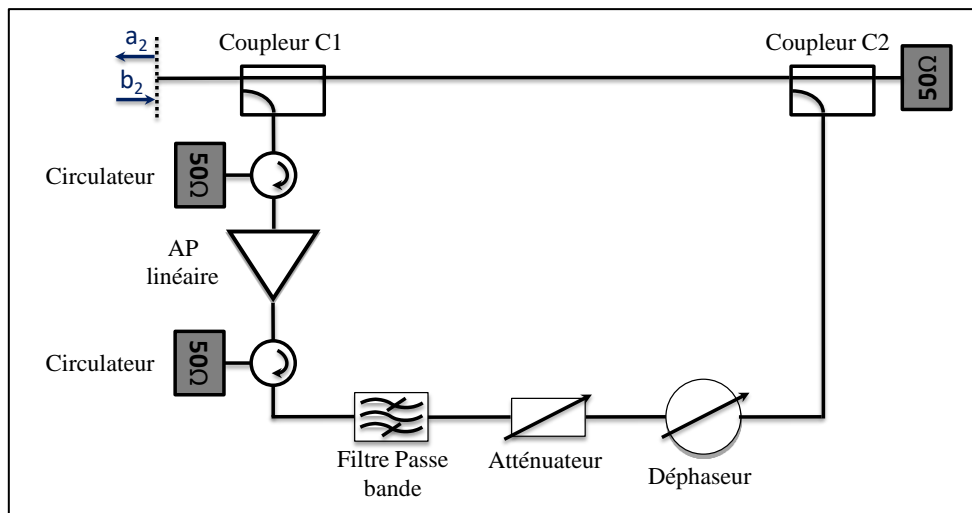 a2
b2
Coupleur C1
Coupleur C2
50Ω
Circulateur
50Ω
AP
linéaire
Circulateur
50Ω
Filtre Passe
bande
Atténuateur
Déphaseur